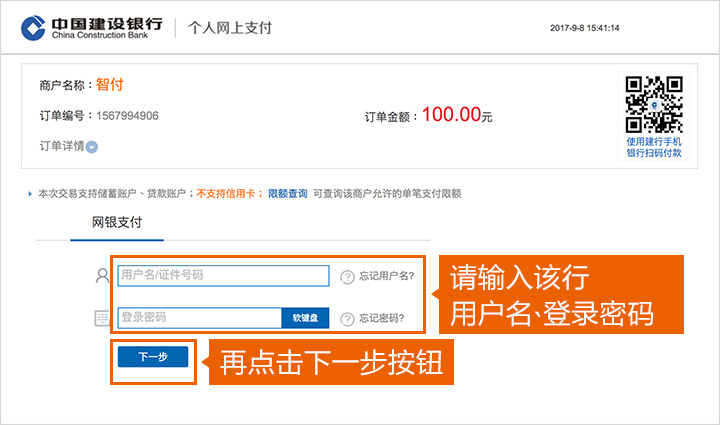 中国建设银行
China Construction Bank
个人网上支付
2017-9-8 15:41:14
商户名称：智付
订单编号：1567994906
订单金额：100.00元
订单详情
使用建行手机
银行扫码付款
本次交易支持储蓄账户、贷款账户；不支持信用卡； 限额查询 可查询该商户允许的单笔支付限额
网银支付
用户名/证件号码
忘记用户名?
登录密码
软键盘
忘记密码?
请输入该行
用户名、登录密码
下一步
再点击下一步按钮